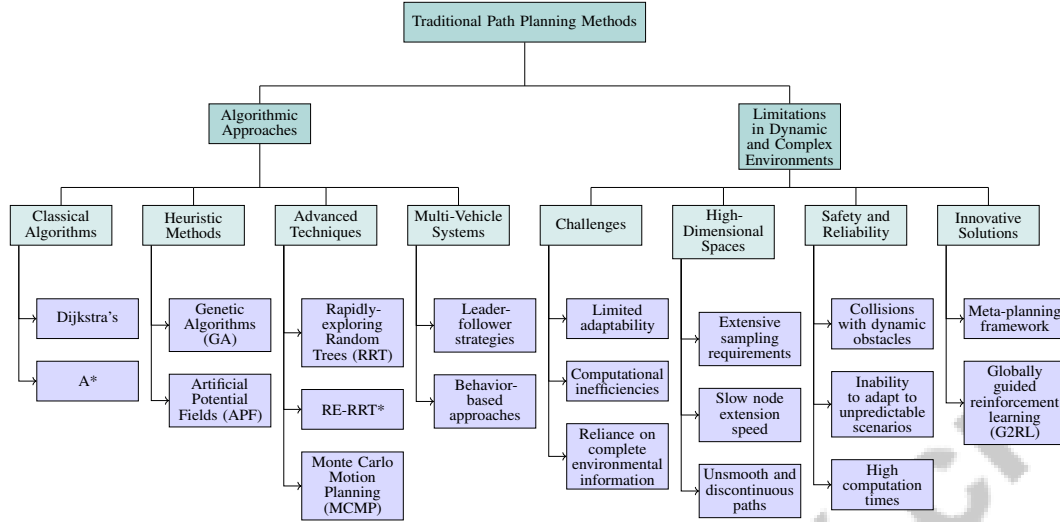 Traditional Path Planning Methods
Algorithmic
Approaches
Limitations
in Dynamic
and Complex
Environments
Classical
Algorithms
Heuristic
Methods
Advanced
Techniques
Multi-Vehicle
Systems
Challenges
High-
Dimensional
Spaces
Safety and
Reliability
Innovative
Solutions
Dijkstra's
A*
Genetic
Algorithms
(GA)
Artificial
Potential
Fields (APF)
Rapidly-
exploring
Random
Trees (RRT)
RE-RRT*
Monte Carlo
Motion
Planning
(MCMP)
Leader-
follower
strategies
Behavior-
based
approaches
Limited
adaptability
Computational
inefficiencies
Reliance on
complete
environmental
information
Extensive
sampling
requirements
Slow node
extension
speed
Unsmooth and
discontinuous
paths
Collisions
with dynamic
obstacles
Inability
to adapt to
unpredictable
scenarios
High
computation
times
Meta-planning
framework
Globally
guided
reinforcement
learning
(G2RL)